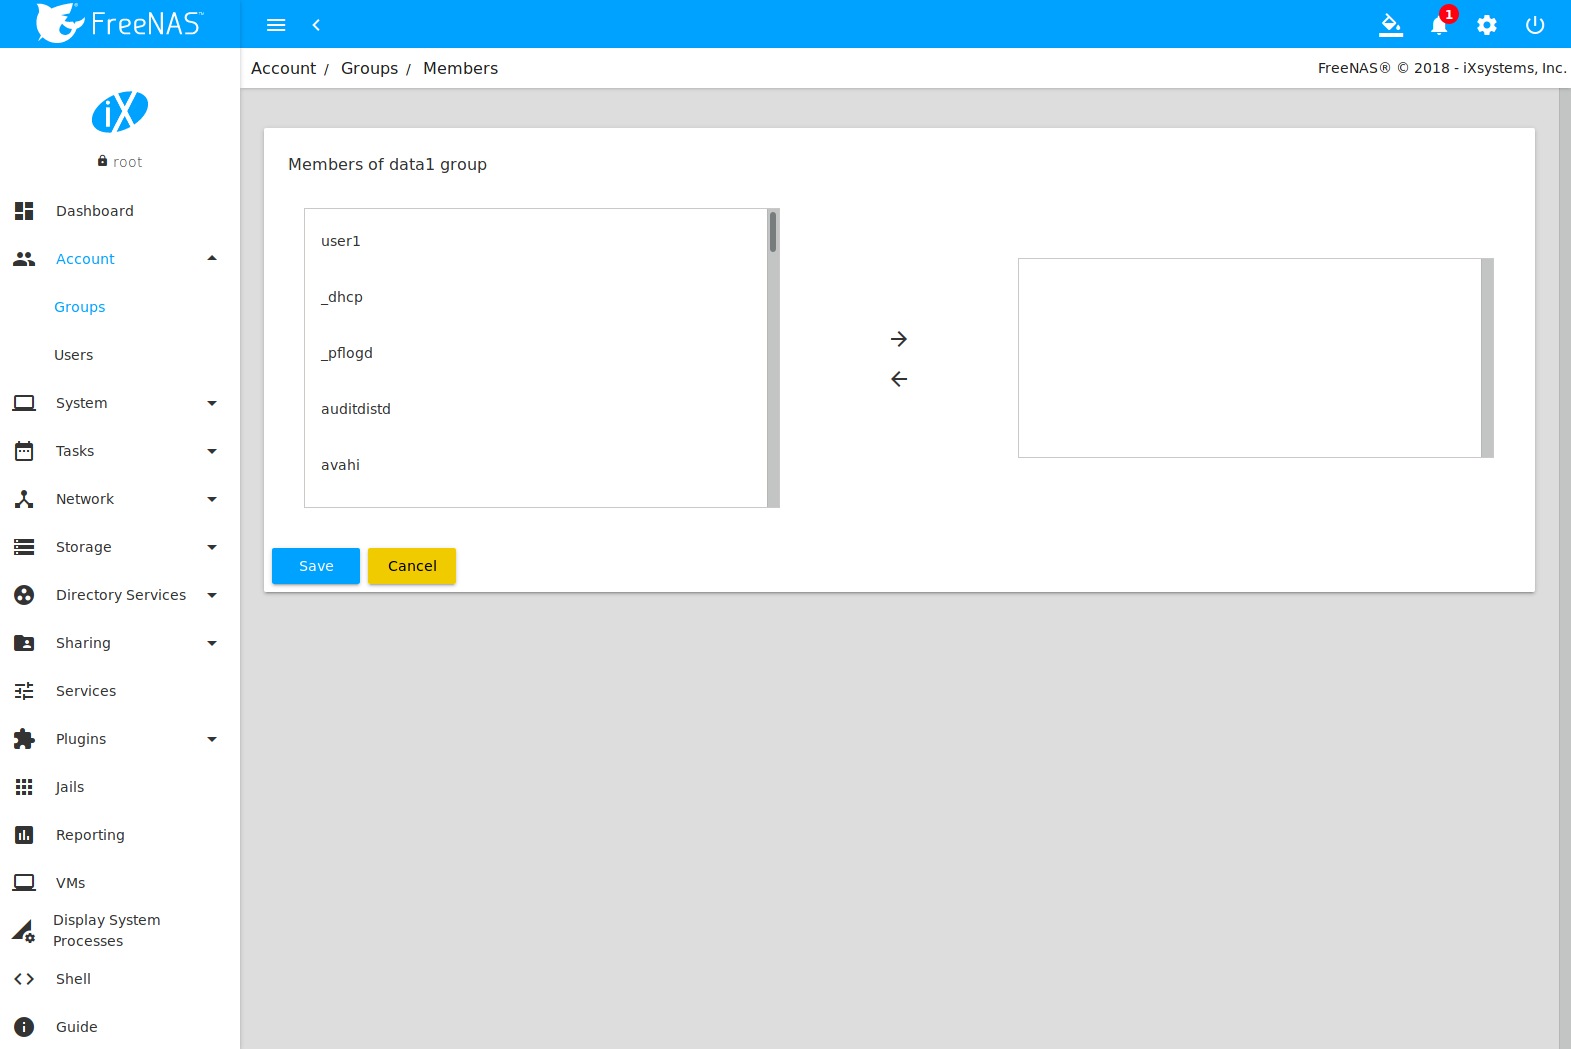 FreeNAS™
1
Account / Groups / Members
FreeNAS® © 2018 - iXsystems, Inc.
iX
root
Dashboard
Account
Groups
Users
System
Tasks
Network
Storage
Directory Services
Sharing
Services
Plugins
Jails
Reporting
VMs
Display System
Processes
Shell
Guide
Members of data1 group
user1
_dhcp
_pflogd
auditdistd
avahi
Save
Cancel